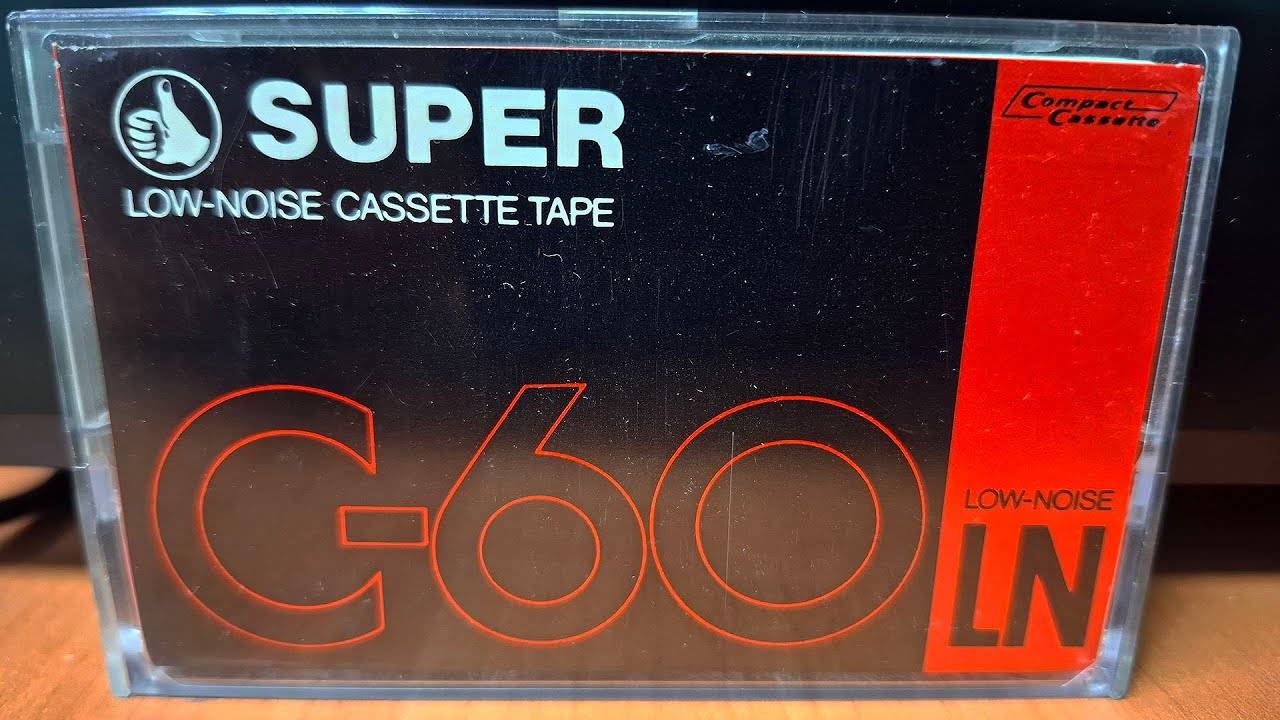 SUPER
LOW-NOISE CASSETTE TAPE
Compact
Cassette
C-60
LOW-NOISE
LN